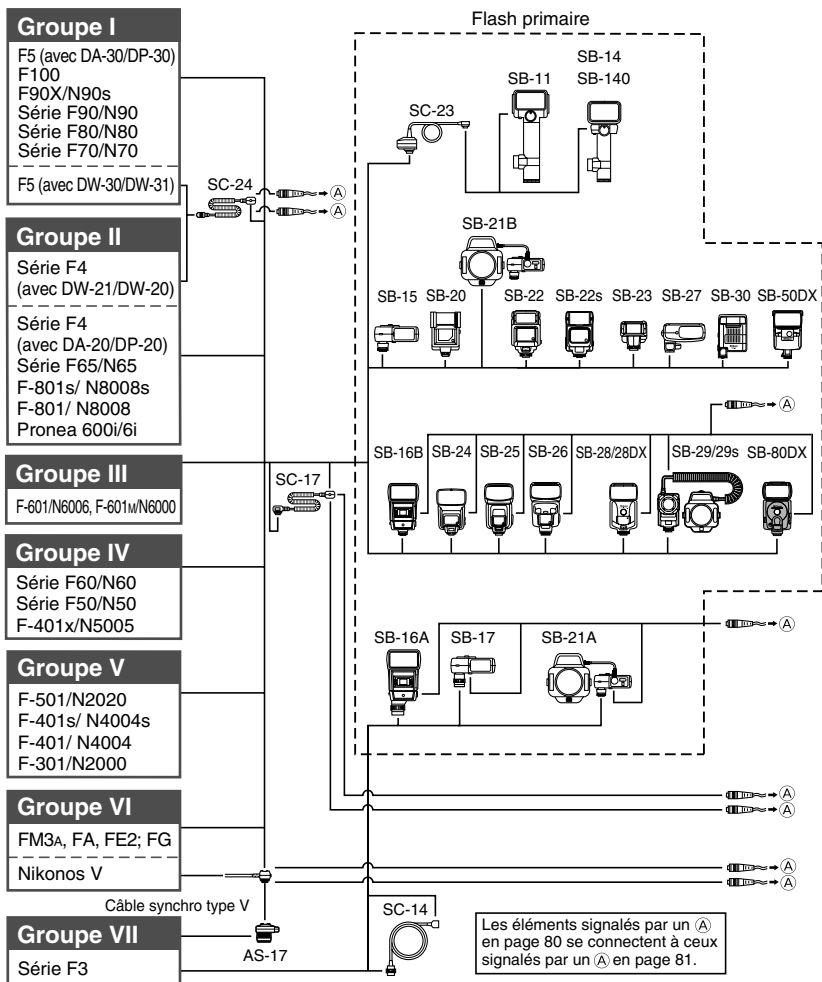 Groupe I
F5 (avec DA-30/DP-30)
F100
F90X/N90s
Série F90/N90
Série F80/N80
Série F70/N70
F5 (avec DW-30/DW-31)
Groupe II
Série F4
(avec DW-21/DW-20)
Série F4
(avec DA-20/DP-20)
Série F65/N65
F-801s/ N8008s
F-801/ N8008
Pronea 600i/6i
Groupe III
F-601/N6006, F-601M/N6000
Groupe IV
Série F60/N60
Série F50/N50
F-401x/N5005
Groupe V
F-501/N2020
F-401s/ N4004s
F-401/ N4004
F-301/N2000
Groupe VI
FM3A, FA, FE2; FG
Nikonos V
Câble synchro type V
Groupe VII
Série F3
AS-17
SC-24
Ⓐ
Ⓐ
SC-17
SC-14
Flash primaire
SC-23
SB-11
SB-14
SB-140
SB-21B
SB-15 SB-20 SB-22 SB-22s SB-23 SB-27 SB-30 SB-50DX
Ⓐ
SB-16B SB-24 SB-25 SB-26 SB-28/28DX SB-29/29s SB-80DX
Ⓐ
SB-16A SB-17 SB-21A
Ⓐ
Ⓐ
Ⓐ
Ⓐ
Les éléments signalés par un Ⓐ
en page 80 se connectent à ceux
signalés par un Ⓐ en page 81.